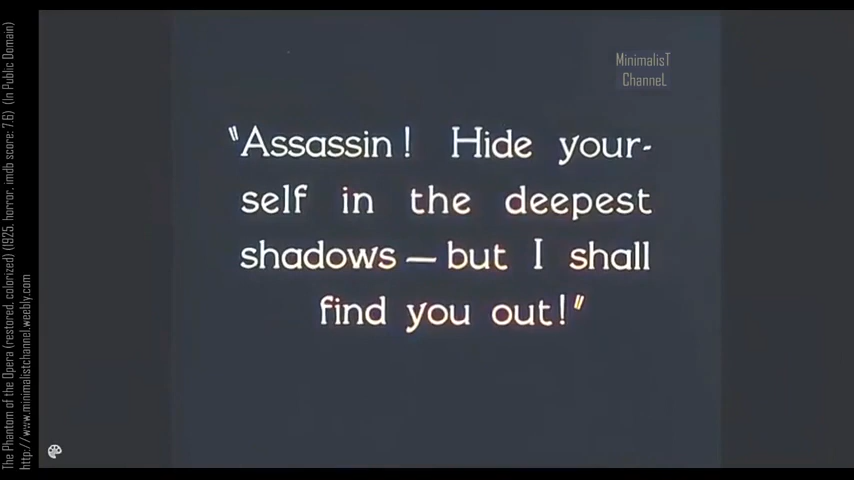 MinimalisT
ChanneL
"Assassin! Hide your-
self in the deepest
shadows — but I shall
find you out!"
The Phantom of the Opera (restored, colorized) (1925, horror, imdb score: 7.6) (In Public Domain)
http://www.minimalistchannel.weebly.com